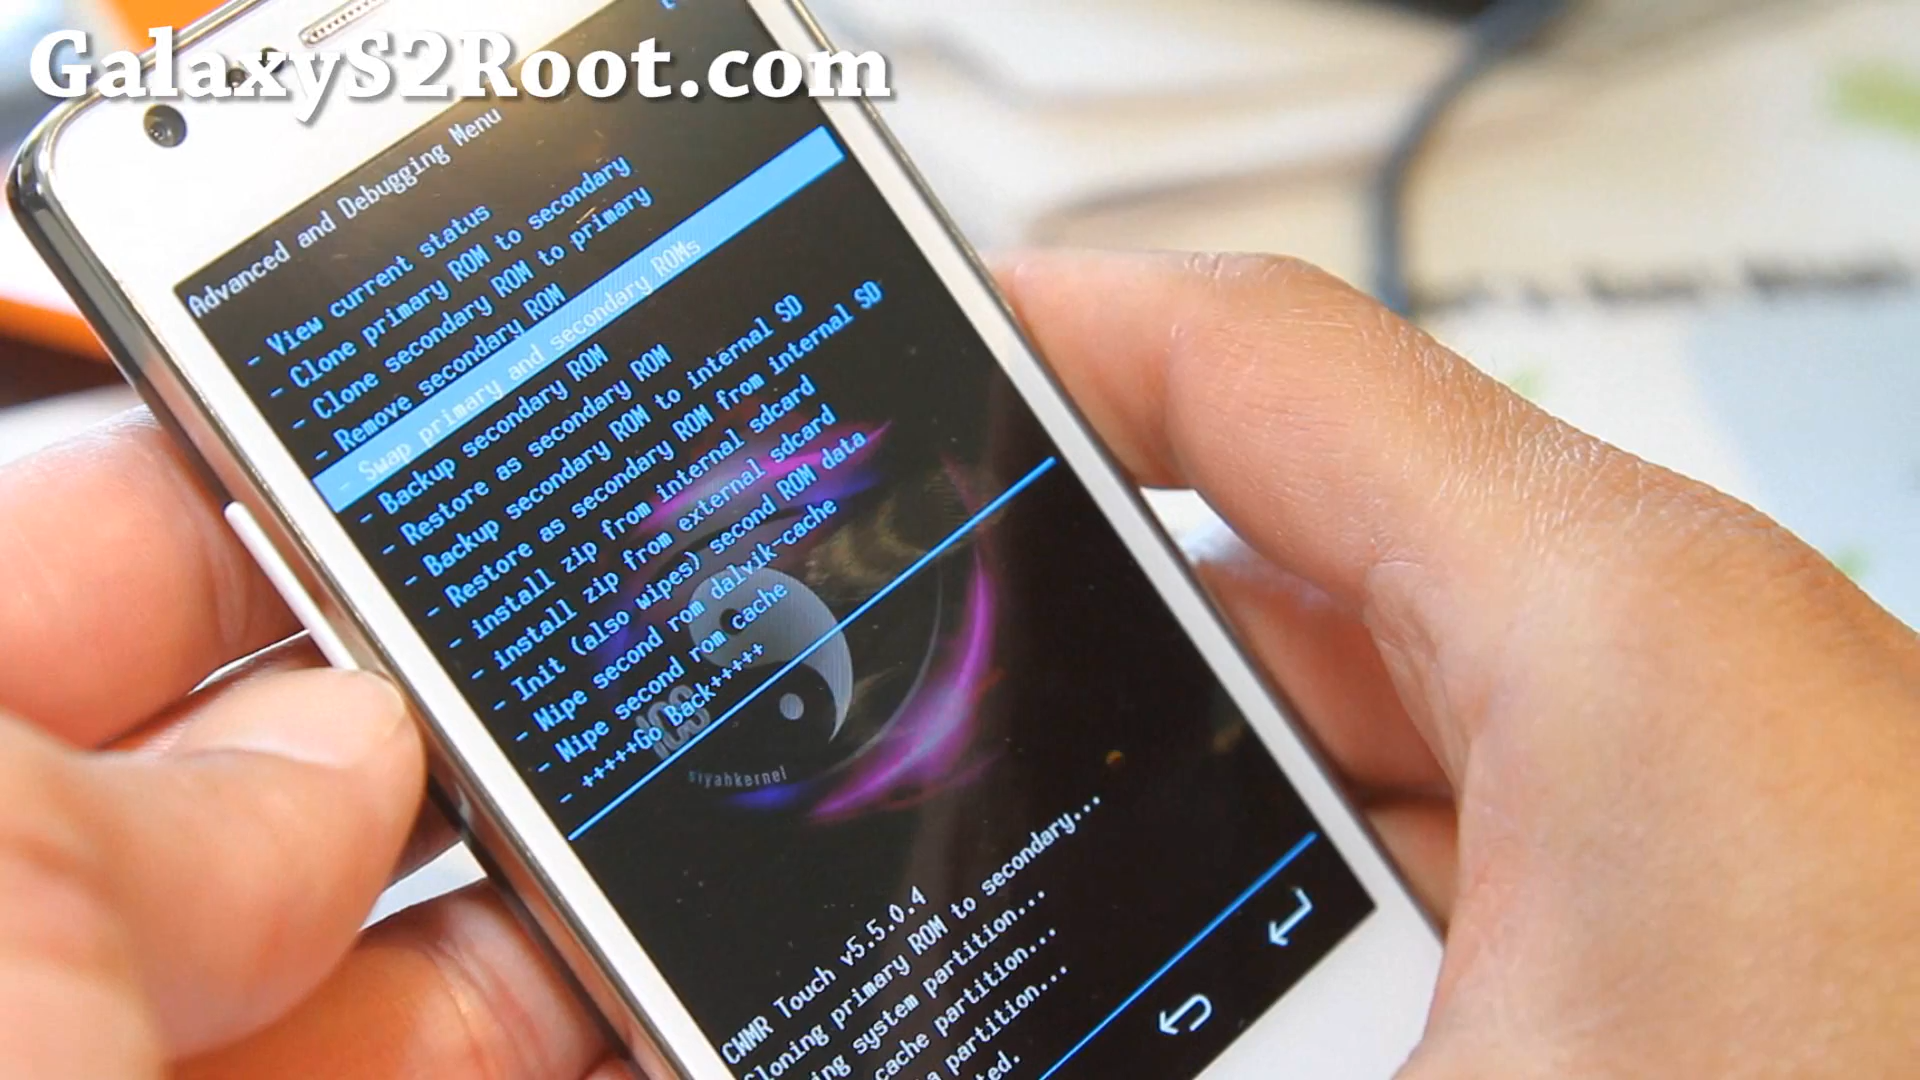 GalaxyS2Root.com
Advanced and Debugging Menu
- View current status
- Clone primary ROM to secondary
- Clone secondary ROM to primary
- Remove secondary ROM
- Swap primary and secondary ROMs
- Backup secondary ROM
- Restore as secondary ROM
- Backup secondary ROM to internal SD
- Restore as secondary ROM from internal SD
- install zip from internal sdcard
- install zip from external sdcard
- Init (also wipes) second ROM data
- Wipe second rom dalvik-cache
- Wipe second rom cache
- +++++Go Back+++++
siyahkernel
CWMR Touch v5.5.0.4
Cloning primary ROM to secondary...
system partition...
cache partition...
partition...